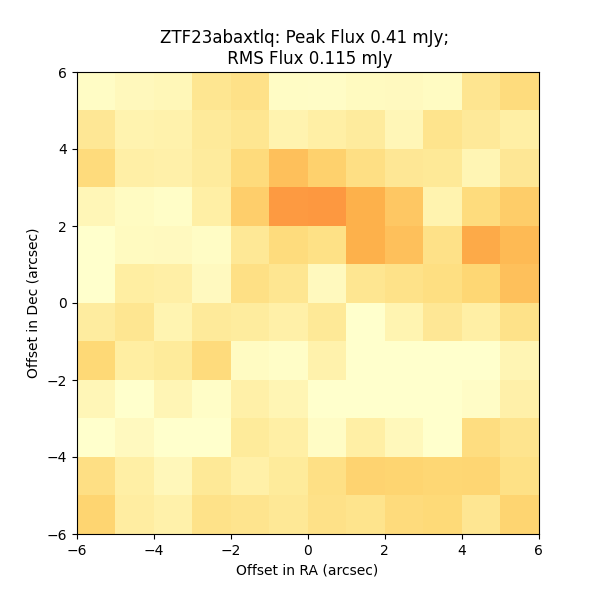 ZTF23abaxtlq: Peak Flux 0.41 mJy;
RMS Flux 0.115 mJy
6
4
2
0
−2
−4
−6
Offset in Dec (arcsec)
−6 −4 −2 0 2 4 6
Offset in RA (arcsec)